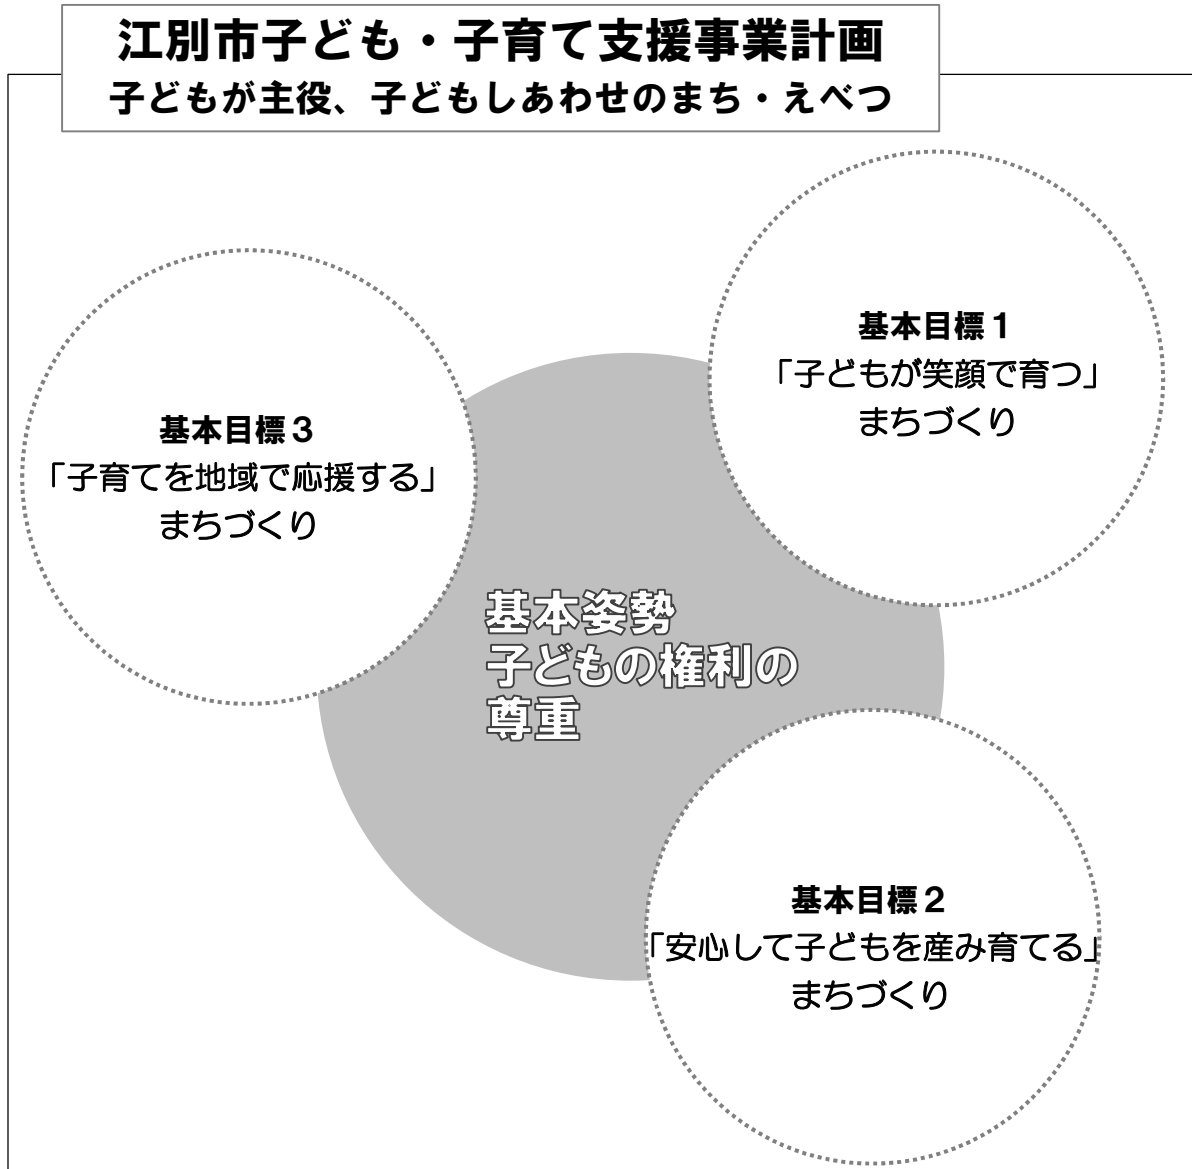 江別市子ども・子育て支援事業計画
子どもが主役、子どもしあわせのまち・えべつ
基本目標１
「子どもが笑顔で育つ」
まちづくり
基本目標３
「子育てを地域で応援する」
まちづくり
基本姿勢
子どもの権利の
尊重
基本目標２
「安心して子どもを産み育てる」
まちづくり